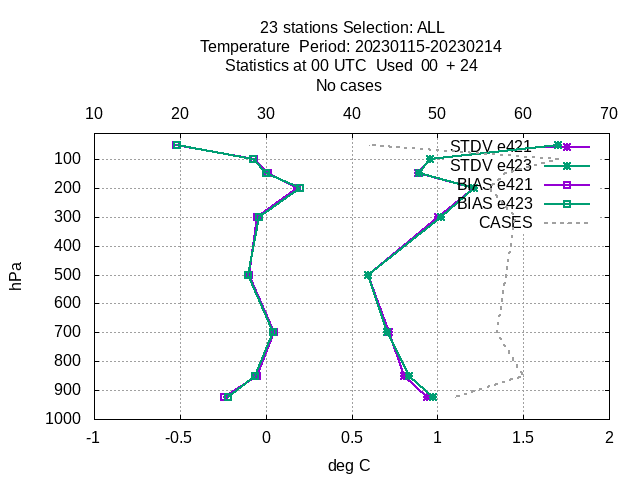 23 stations Selection: ALL
Temperature  Period: 20230115-20230214
Statistics at 00 UTC  Used  00  + 24
No cases
10 20 30 40 50 60 70
STDV e421
STDV e423
BIAS e421
BIAS e423
CASES
hPa
100
200
300
400
500
600
700
800
900
1000
-1 -0.5 0 0.5 1 1.5 2
deg C